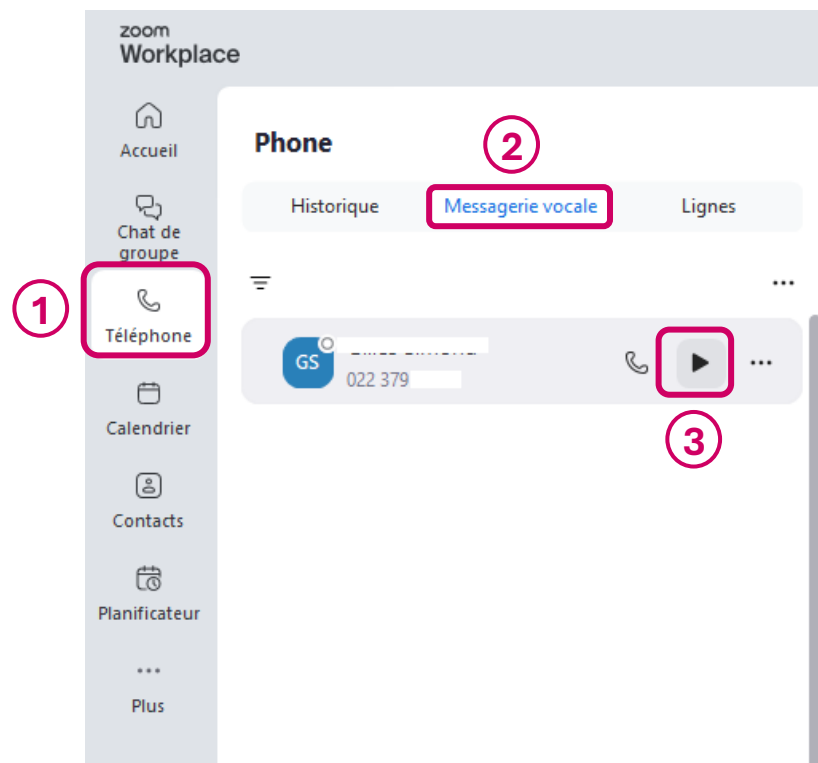 zoom
Workplace
Accueil
Chat de
groupe
1
Téléphone
Calendrier
Contacts
Planificateur
Plus
Phone
2
Historique
Messagerie vocale
Lignes
GS
022 379
3